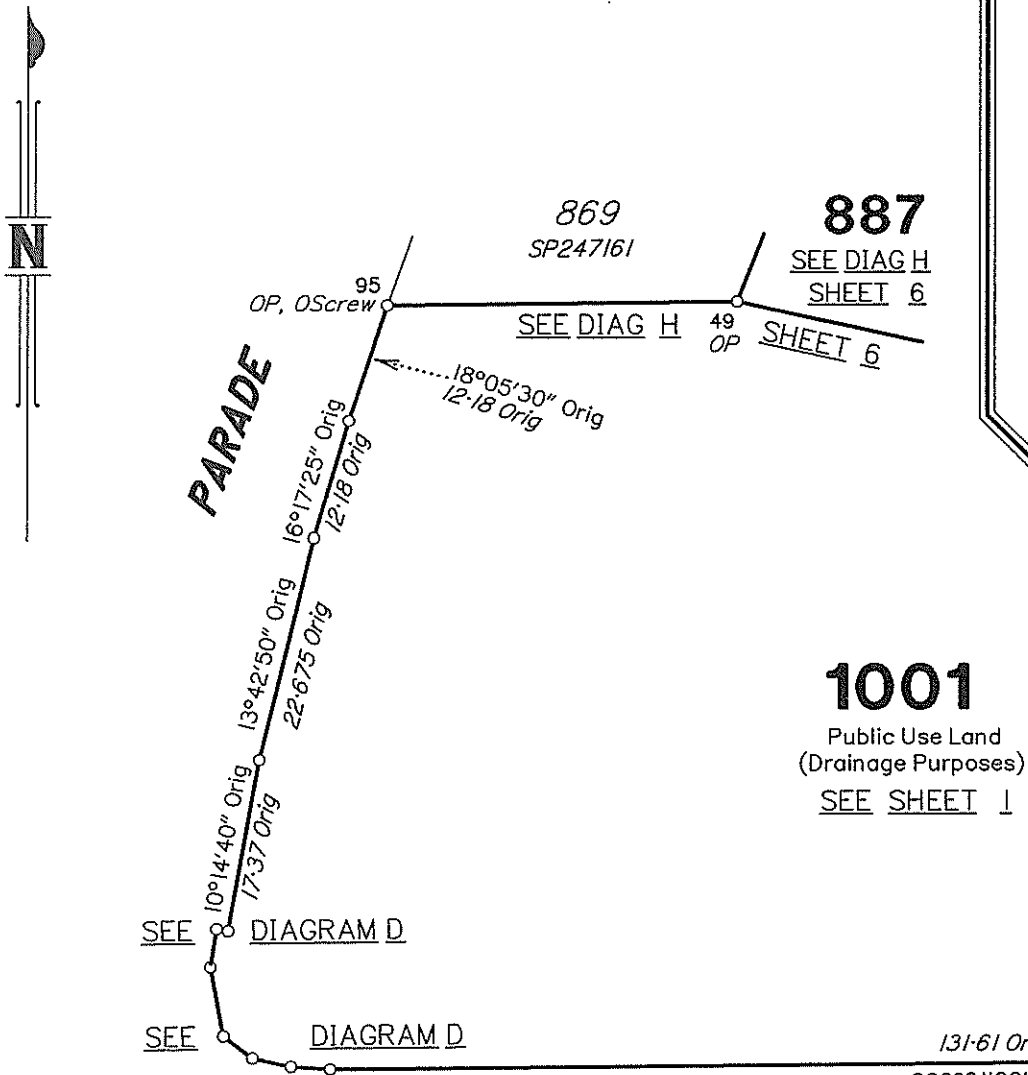 N
869
SP247161
887
SEE DIAG H
SHEET 6
95
OP, OScrew
SEE DIAG H
49
OP
SHEET 6
PARADE
18°05'30" Orig
12·18 Orig
16°17'25" Orig
12·18 Orig
13°42'50" Orig
22·675 Orig
1001
Public Use Land
(Drainage Purposes)
SEE SHEET 1
10°14'40" Orig
17·37 Orig
SEE DIAGRAM D
SEE DIAGRAM D
131·61 Or